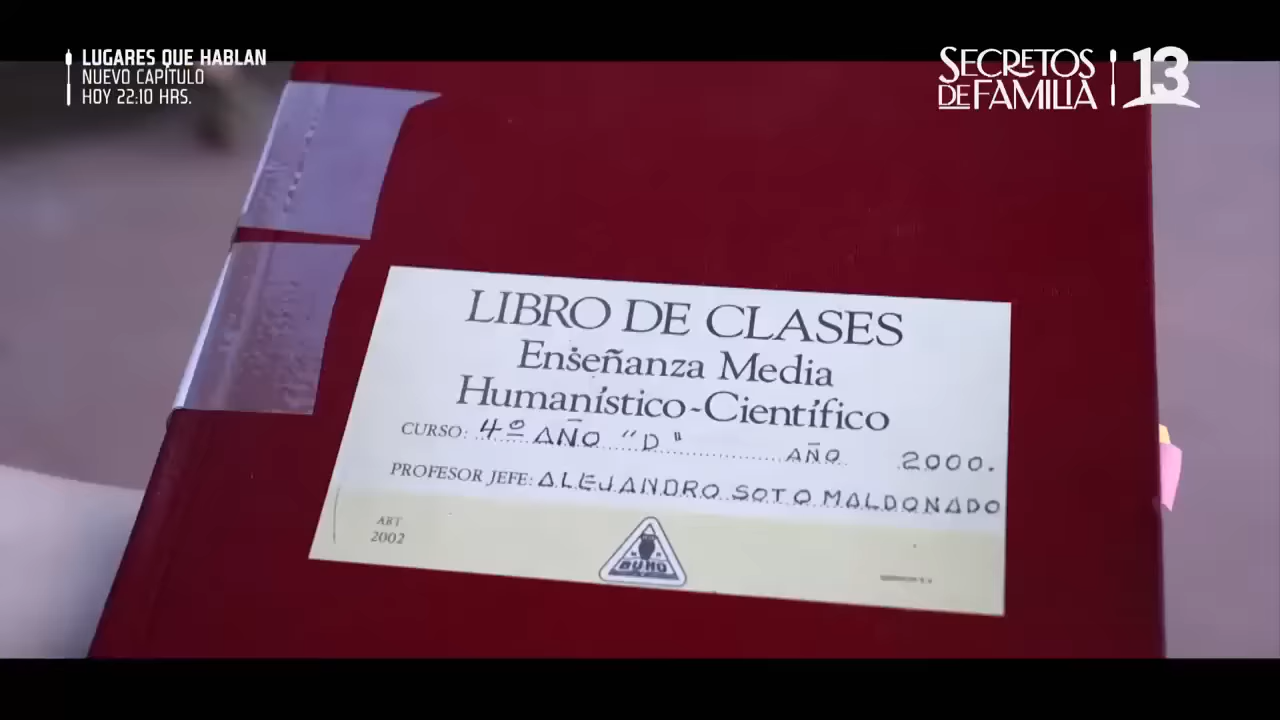 LUGARES QUE HABLAN
NUEVO CAPÍTULO
HOY 22:10 HRS.
SECRETOS
DE FAMILIA
13
LIBRO DE CLASES
Enseñanza Media
Humanístico-Científico
CURSO: 4º AÑO "D" AÑO 2000.
PROFESOR JEFE: ALEJANDRO SOTO MALDONADO
ART
2002
BUHO